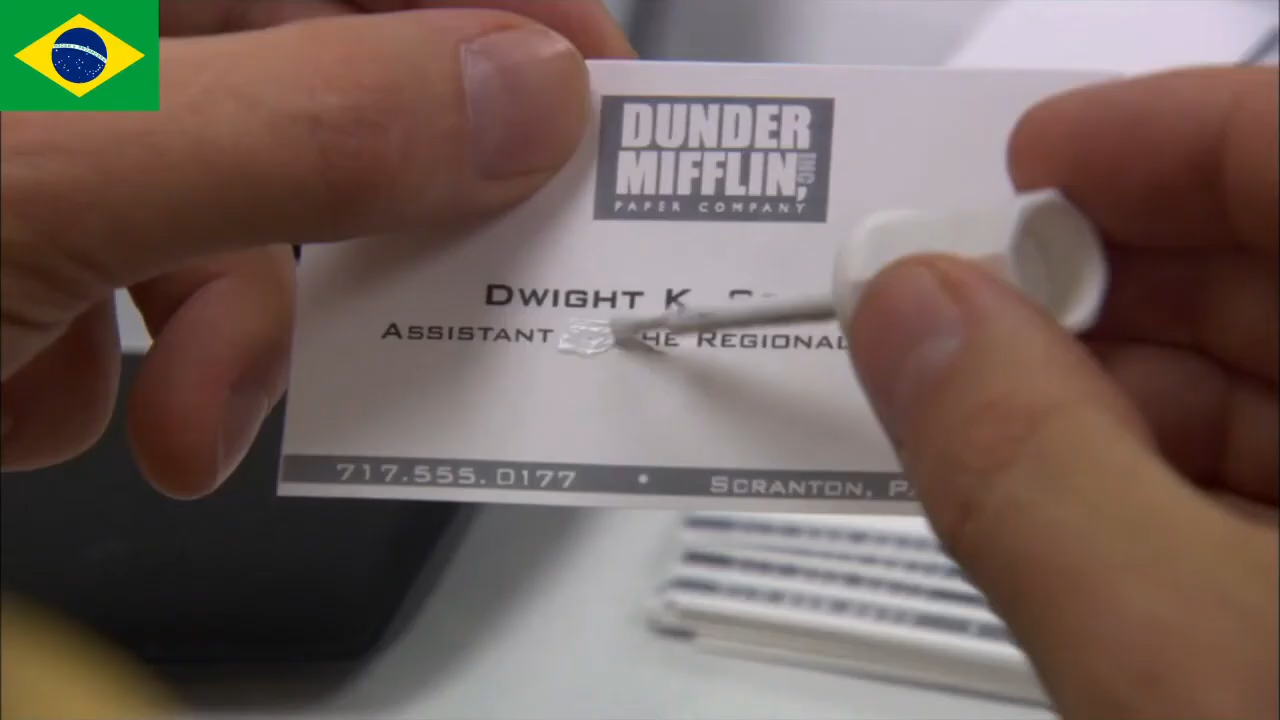 DUNDER
MIFFLIN, INC
PAPER COMPANY
DWIGHT K.
ASSISTANT HE REGIONAL
717.555.0177 • SCRANTON, PA